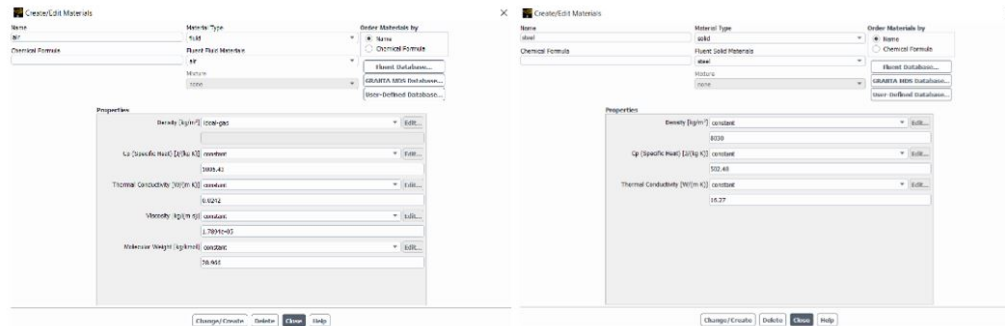 Create/Edit Materials
Name
air
Material Type
fluid
Order Materials by
Name
Chemical Formula
Chemical Formula
Fluent Fluid Materials
air
Mixture
none
Fluent Database...
GRANTA MDS Database...
User-Defined Database...
Properties
Density [kg/m³] ideal-gas
Edit...
Cp (Specific Heat) [J/(kg K)] constant
Edit...
1006.43
Thermal Conductivity [W/(m K)] constant
Edit...
0.0242
Viscosity [kg/(m s)] constant
Edit...
1.7894e-05
Molecular Weight [kg/kmol] constant
Edit...
28.966
Change/Create Delete Close Help
Create/Edit Materials
Name
steel
Material Type
solid
Order Materials by
Name
Chemical Formula
Chemical Formula
Fluent Solid Materials
steel
Mixture
none
Fluent Database...
GRANTA MDS Database...
User-Defined Database...
Properties
Density [kg/m³] constant
Edit...
8030
Cp (Specific Heat) [J/(kg K)] constant
Edit...
502.48
Thermal Conductivity [W/(m K)] constant
Edit...
16.27
Change/Create Delete Close Help